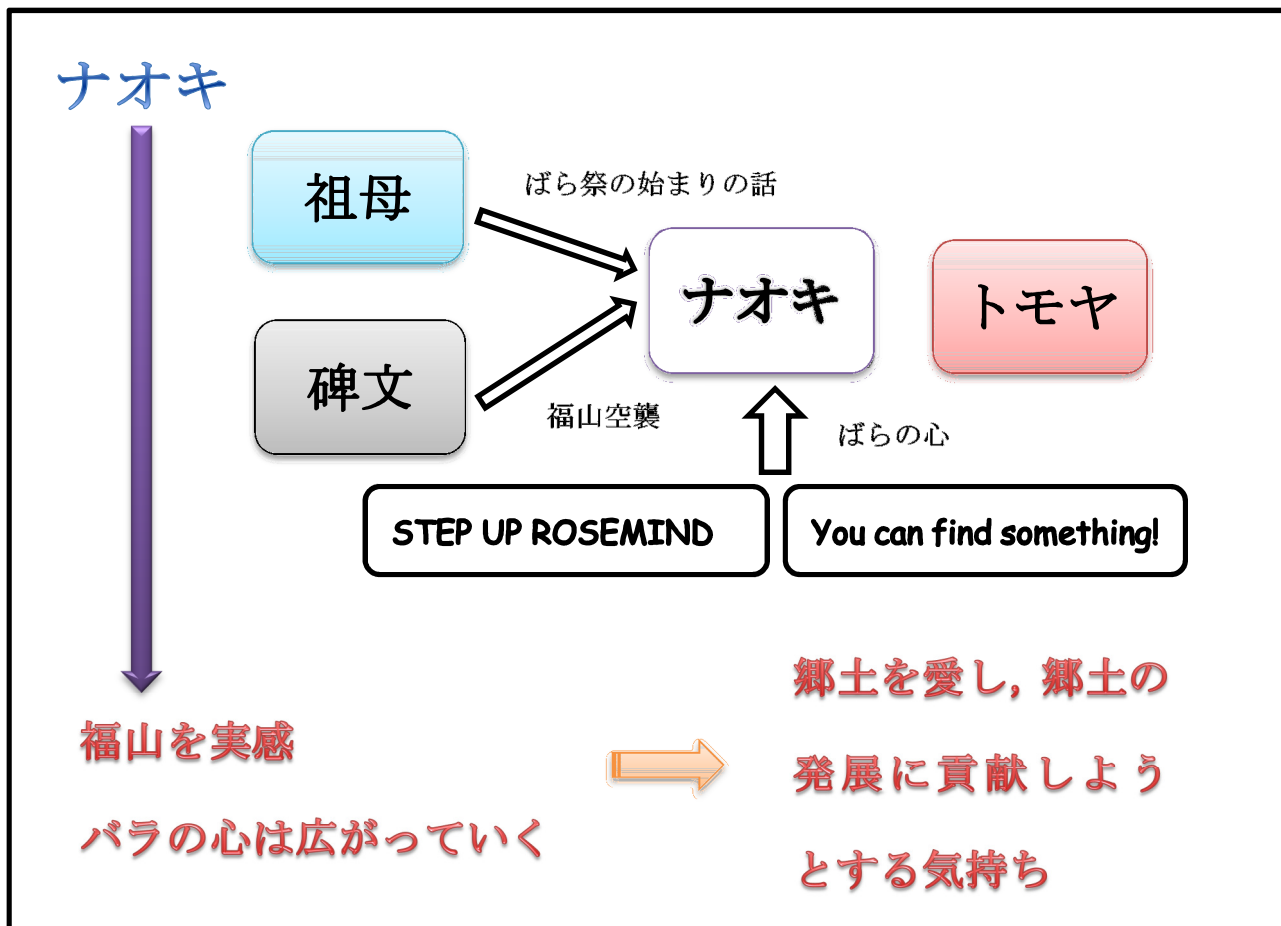 ナオキ
祖母
ばら祭の始まりの話
ナオキ
トモヤ
碑文
福山空襲
ばらの心
STEP UP ROSEMIND
You can find something!
福山を実感
バラの心は広がっていく
郷土を愛し, 郷土の
発展に貢献しよう
とする気持ち